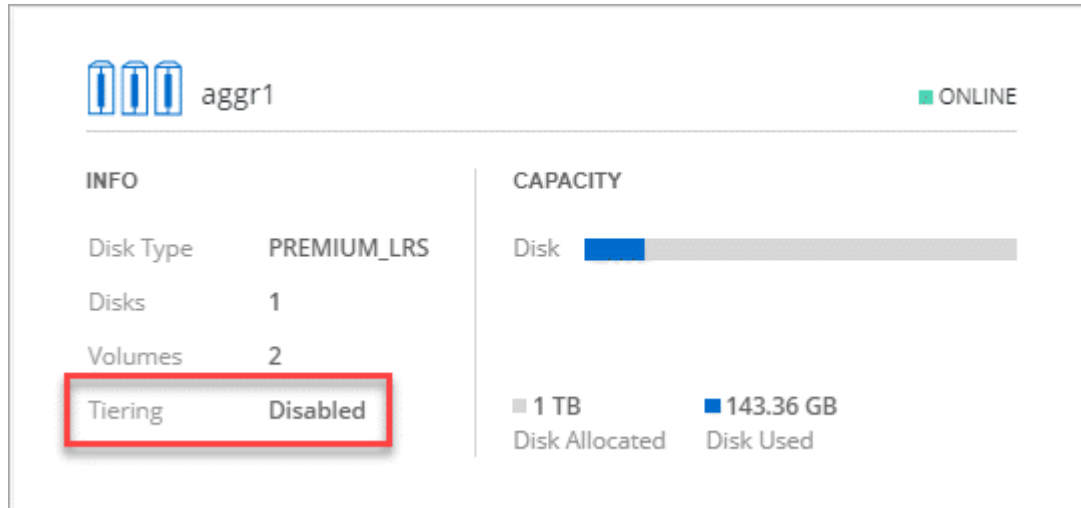 aggr1
ONLINE
INFO
Disk Type PREMIUM_LRS
Disks 1
Volumes 2
Tiering Disabled
CAPACITY
Disk
1 TB
Disk Allocated
143.36 GB
Disk Used